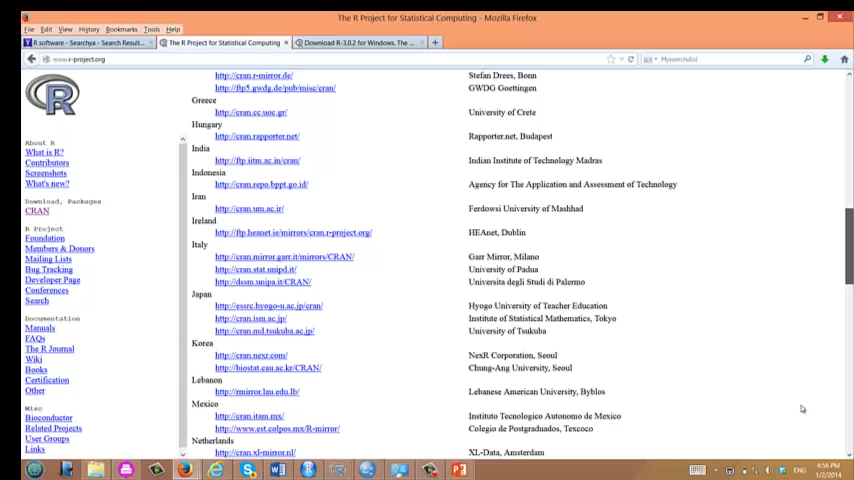 The R Project for Statistical Computing - Mozilla Firefox
File Edit View History Bookmarks Tools Help
R software - Searchya - Search Result...
The R Project for Statistical Computing
Download R-3.0.2 for Windows. The ...
www.r-project.org
Mysearchdial
R
About R
What is R?
Contributors
Screenshots
What's new?
Download, Packages
CRAN
R Project
Foundation
Members & Donors
Mailing Lists
Bug Tracking
Developer Page
Conferences
Search
Documentation
Manuals
FAQs
The R Journal
Wiki
Books
Certification
Other
Misc
Bioconductor
Related Projects
User Groups
Links
http://cran.r-mirror.de/ Stefan Drees, Bonn
http://ftp5.gwdg.de/pub/misc/cran/ GWDG Goettingen
Greece
http://cran.cc.uoc.gr/ University of Crete
Hungary
http://cran.rapporter.net/ Rapporter.net, Budapest
India
http://ftp.iitm.ac.in/cran/ Indian Institute of Technology Madras
Indonesia
http://cran.repo.bppt.go.id/ Agency for The Application and Assessment of Technology
Iran
http://cran.um.ac.ir/ Ferdowsi University of Mashhad
Ireland
http://ftp.heanet.ie/mirrors/cran.r-project.org/ HEAnet, Dublin
Italy
http://cran.mirror.garr.it/mirrors/CRAN/ Garr Mirror, Milano
http://cran.stat.unipd.it/ University of Padua
http://dssm.unipa.it/CRAN/ Universita degli Studi di Palermo
Japan
http://essrc.hyogo-u.ac.jp/cran/ Hyogo University of Teacher Education
http://cran.ism.ac.jp/ Institute of Statistical Mathematics, Tokyo
http://cran.md.tsukuba.ac.jp/ University of Tsukuba
Korea
http://cran.nexr.com/ NexR Corporation, Seoul
http://biostat.cau.ac.kr/CRAN/ Chung-Ang University, Seoul
Lebanon
http://rmirror.lau.edu.lb/ Lebanese American University, Byblos
Mexico
http://cran.itam.mx/ Instituto Tecnologico Autonomo de Mexico
http://www.est.colpos.mx/R-mirror/ Colegio de Postgraduados, Texcoco
Netherlands
http://cran.xl-mirror.nl/ XL-Data, Amsterdam
ENG
4:56 PM
1/2/2014